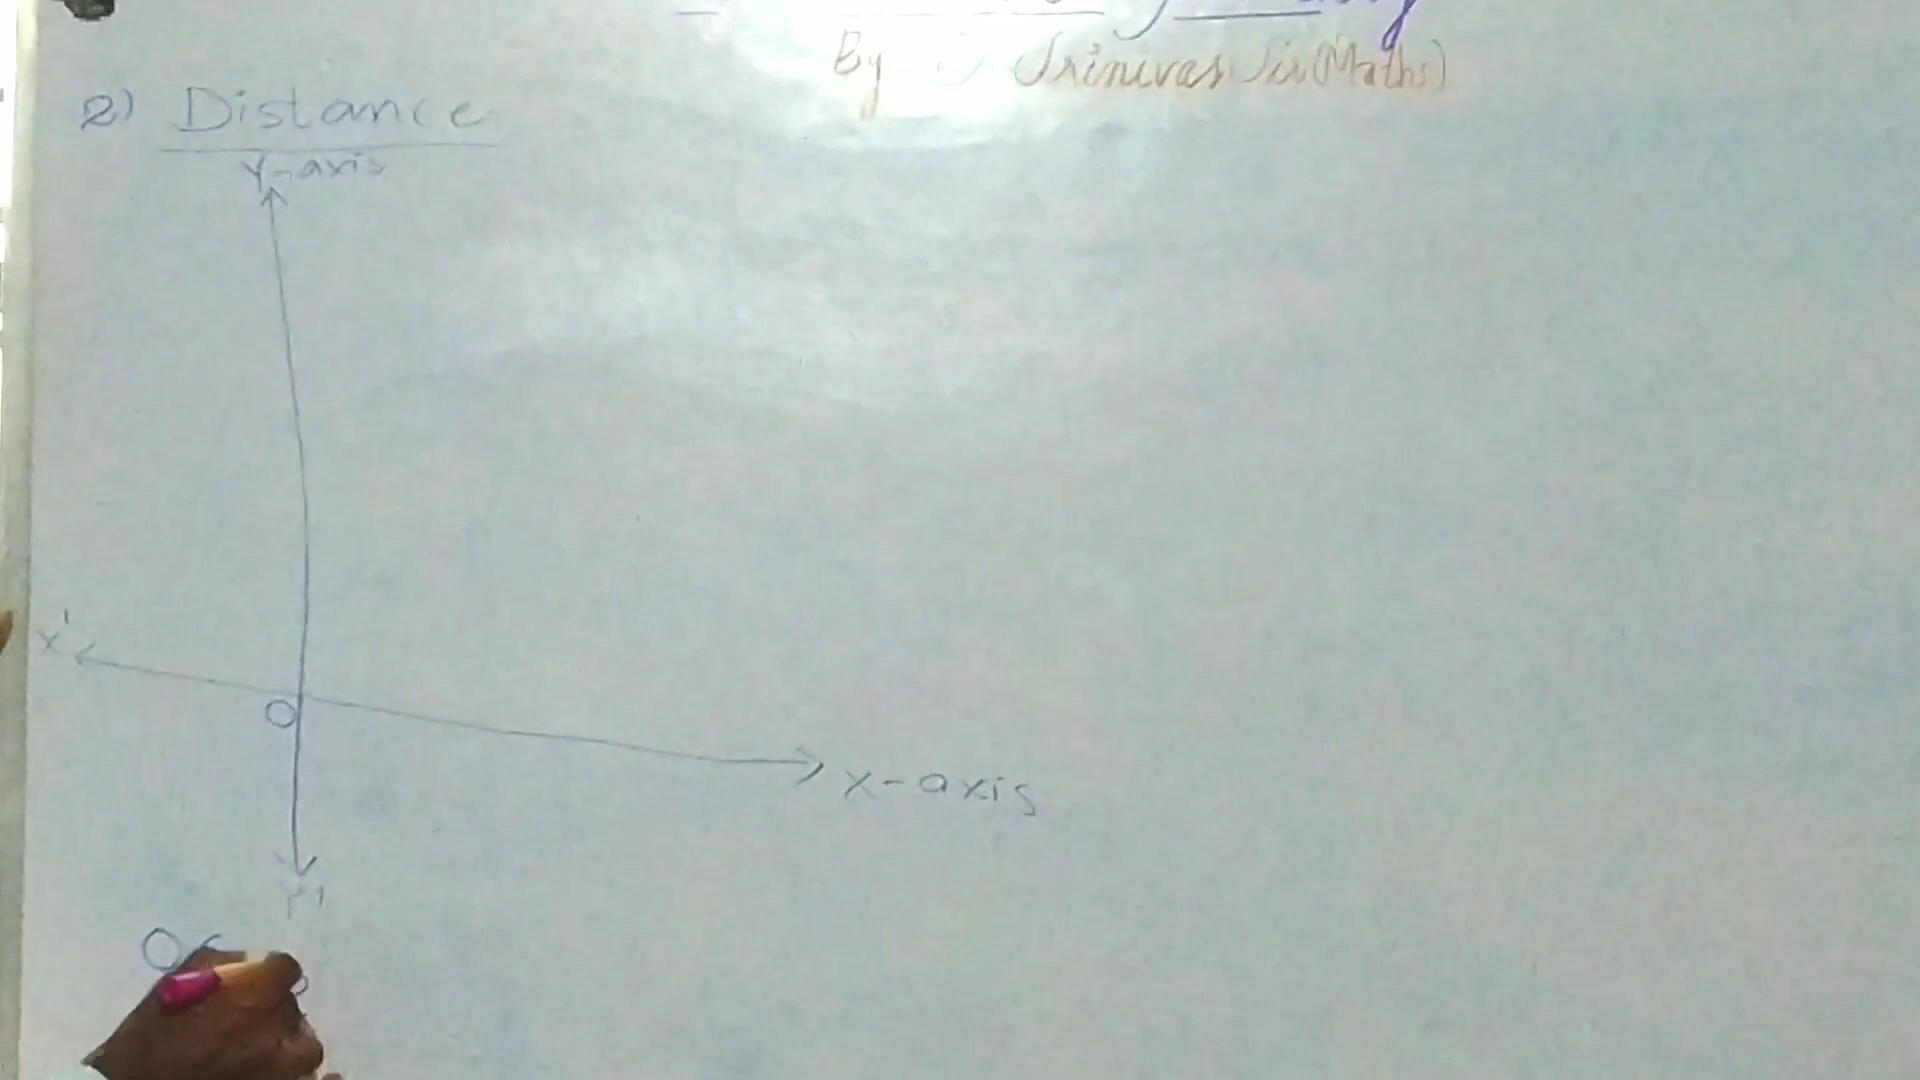 By Srinivas Sir (Maths)
2) Distance
Y-axis
X'
O
X-axis
Y'